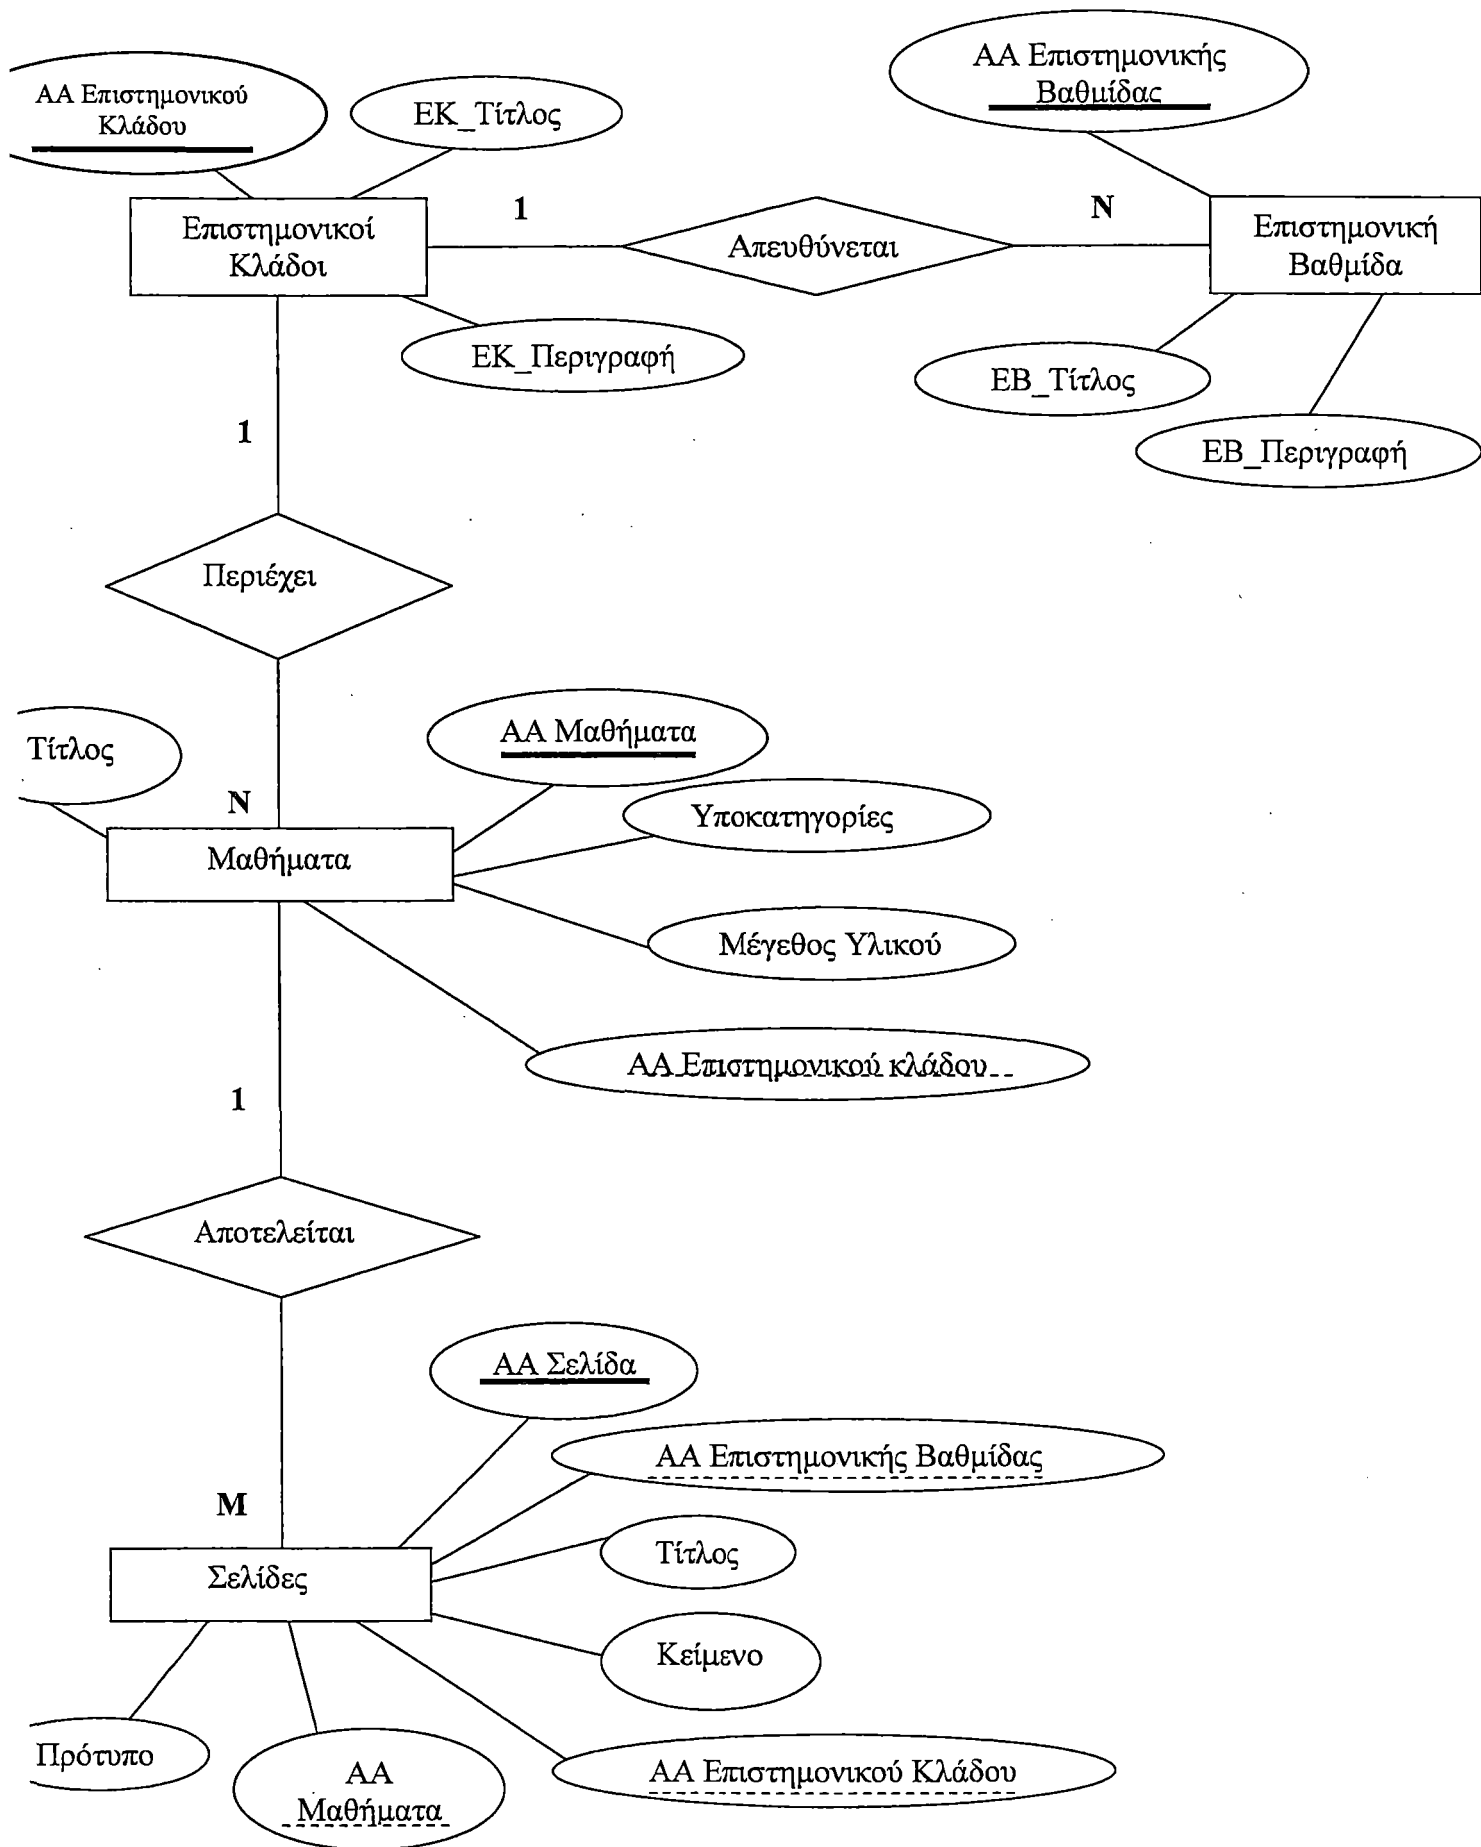 ΑΑ Επιστημονικού
Κλάδου
ΕΚ_Τίτλος
ΑΑ Επιστημονικής
Βαθμίδας
Επιστημονικοί
Κλάδοι
1
Απευθύνεται
N
Επιστημονική
Βαθμίδα
ΕΚ_Περιγραφή
ΕΒ_Τίτλος
ΕΒ_Περιγραφή
1
Περιέχει
Τίτλος
ΑΑ Μαθήματα
N
Υποκατηγορίες
Μαθήματα
Μέγεθος Υλικού
ΑΑ Επιστημονικού κλάδου
1
Αποτελείται
ΑΑ Σελίδα
ΑΑ Επιστημονικής Βαθμίδας
M
Τίτλος
Σελίδες
Κείμενο
Πρότυπο
ΑΑ
Μαθήματα
ΑΑ Επιστημονικού Κλάδου